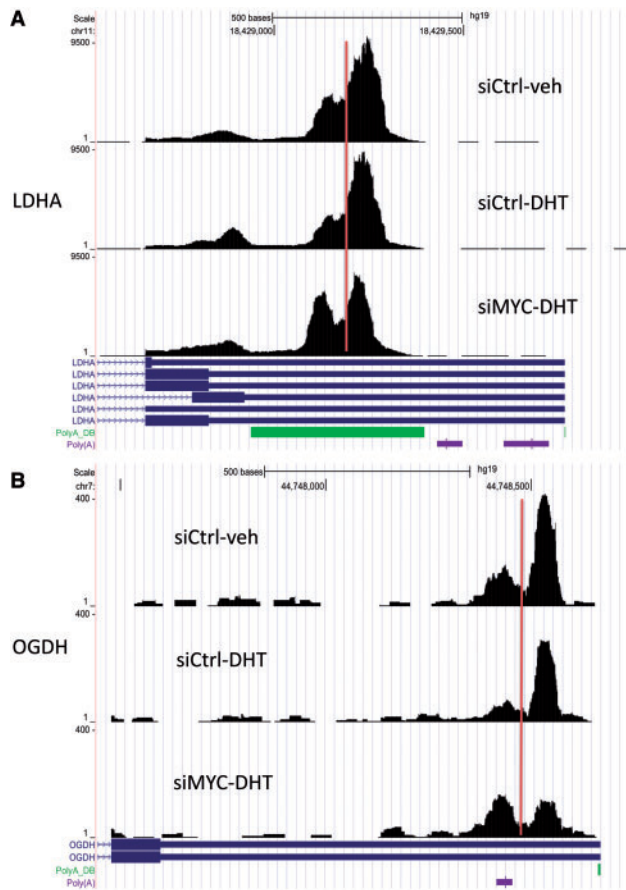 A
Scale 500 bases hg19
chr11: 18,429,000 18,429,500
9500 -
siCtrl-veh
1
9500 -
LDHA
siCtrl-DHT
1
9500 -
siMYC-DHT
1
LDHA
LDHA
LDHA
LDHA
LDHA
LDHA
PolyA_DB
Poly(A)
B
Scale 500 bases hg19
chr7: 44,748,000 44,748,500
400 -
siCtrl-veh
1
400 -
OGDH
siCtrl-DHT
1
400 -
siMYC-DHT
1
OGDH
OGDH
PolyA_DB
Poly(A)